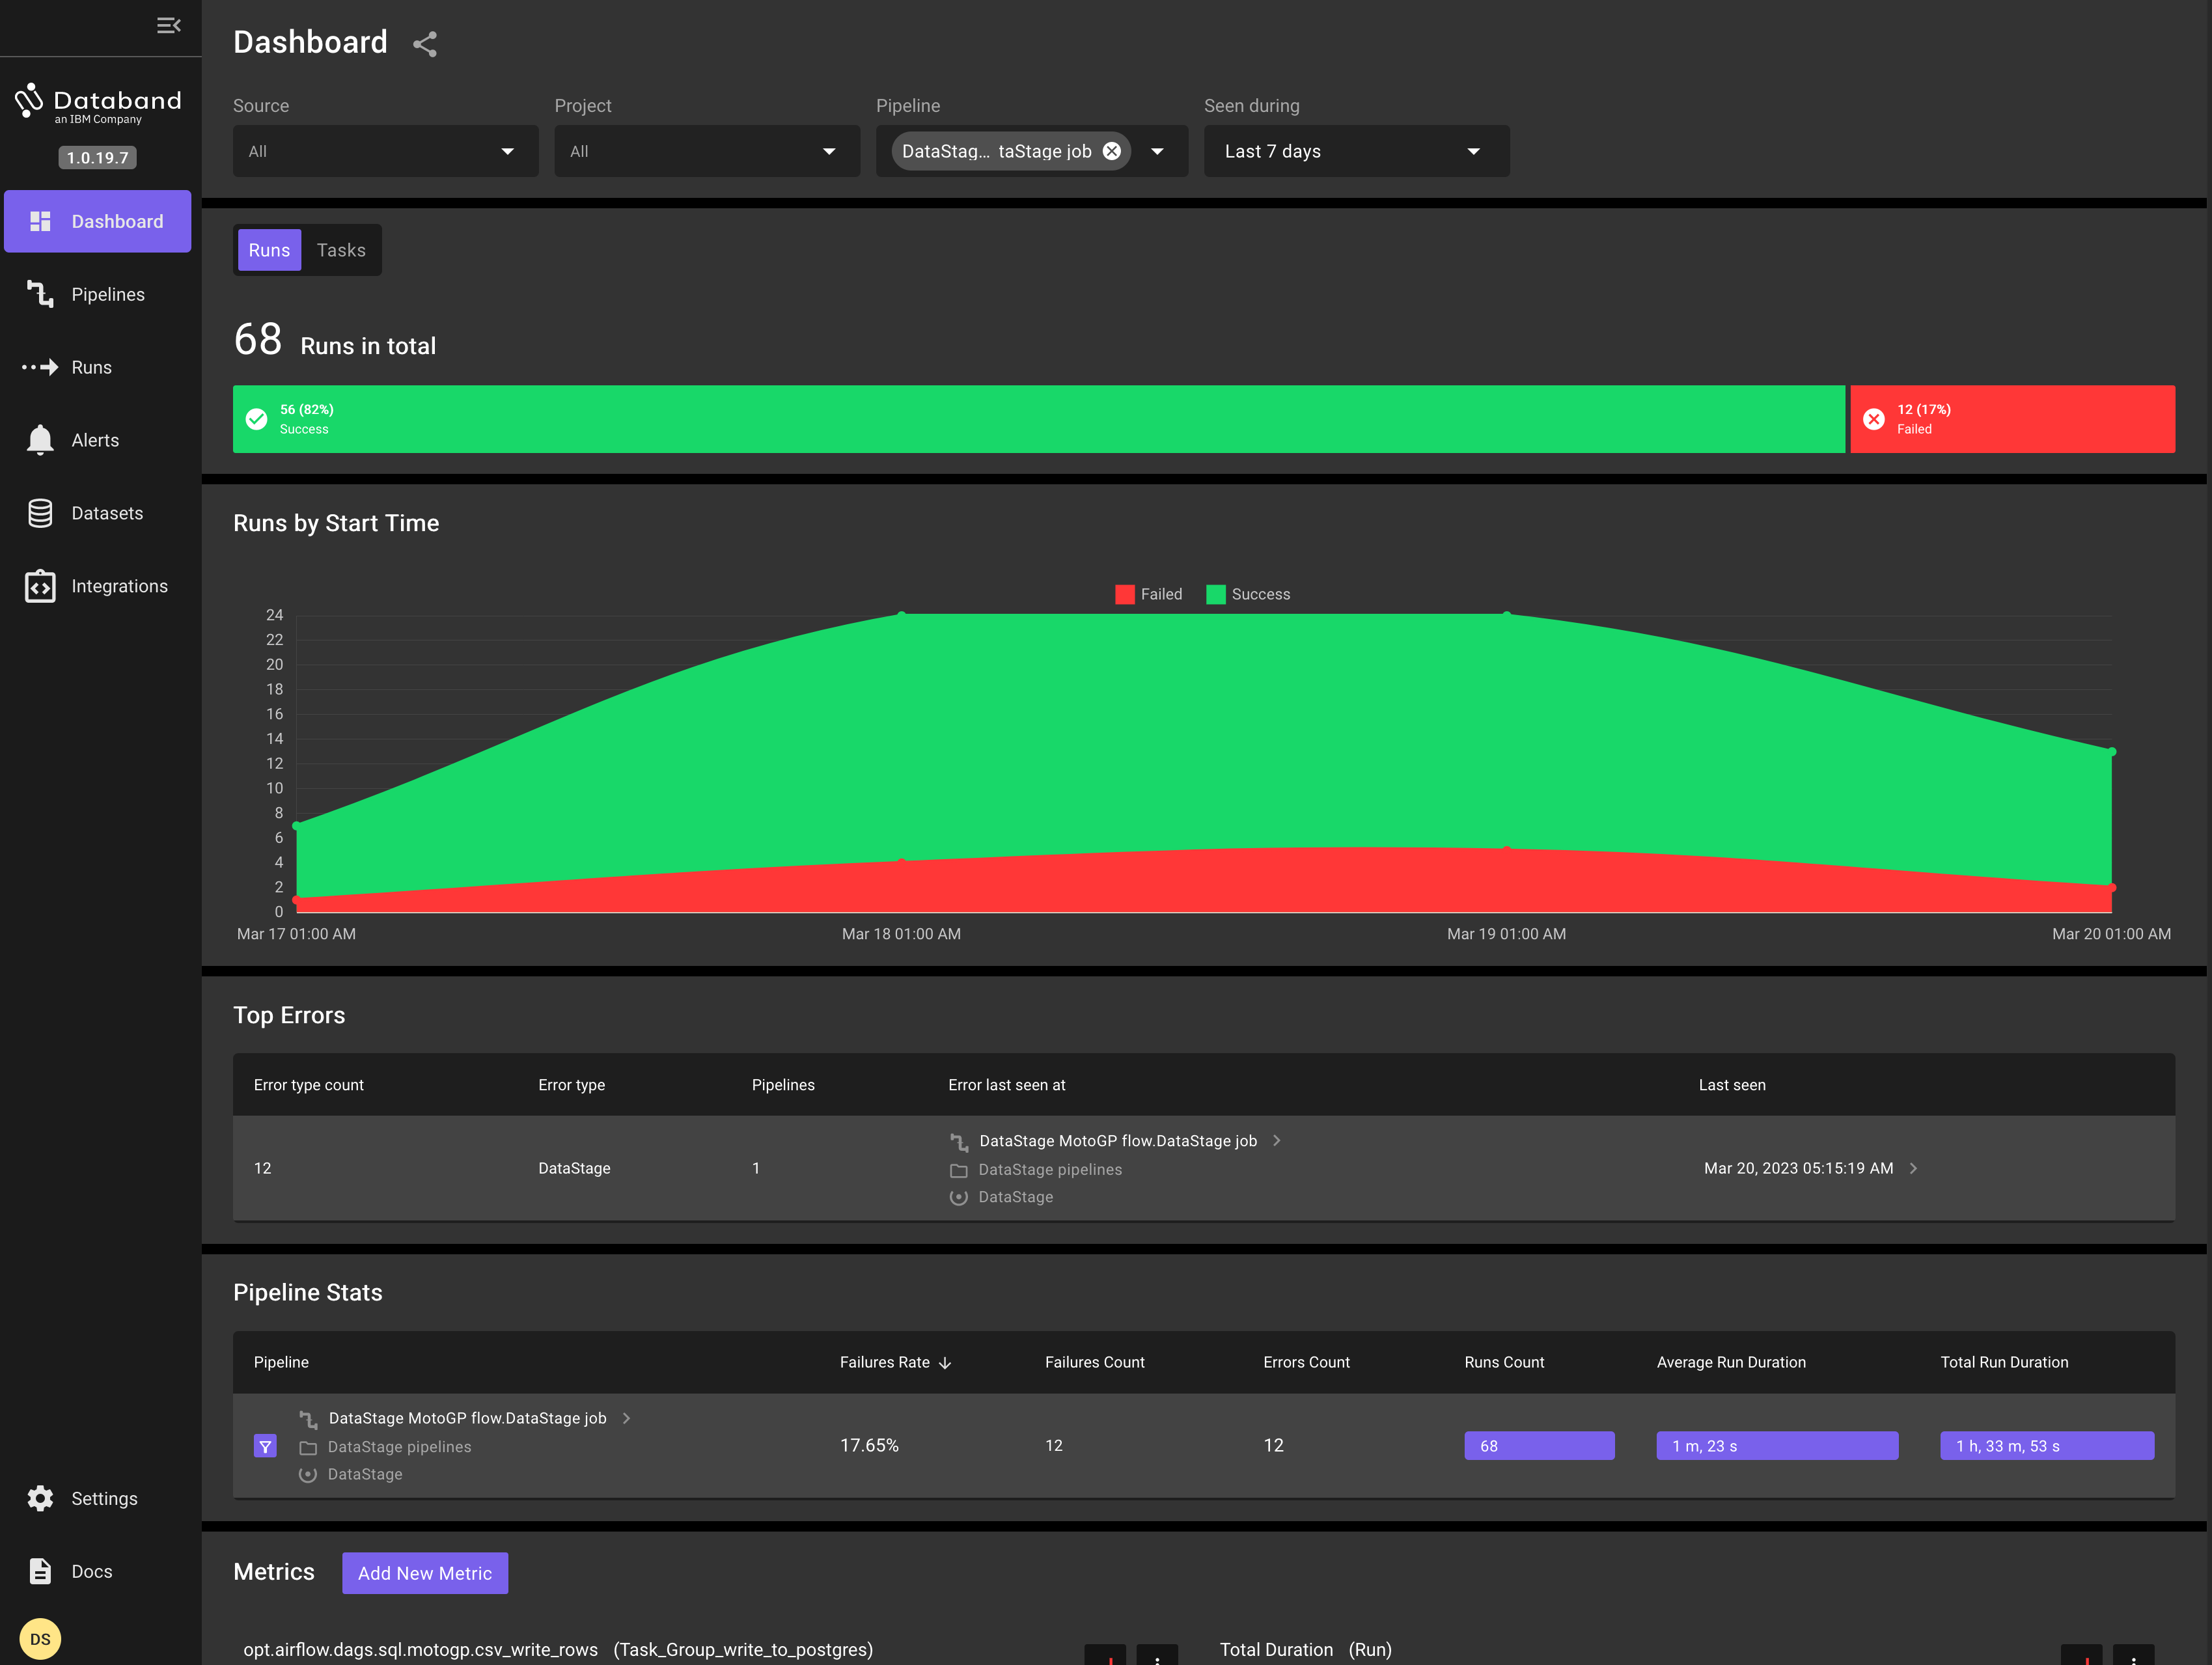 Dashboard
Databand
an IBM Company
1.0.19.7
Dashboard
Pipelines
Runs
Alerts
Datasets
Integrations
Settings
Docs
DS
Source
Project
Pipeline
Seen during
All
All
DataStag... taStage job
Last 7 days
Runs
Tasks
68 Runs in total
56 (82%)
Success
12 (17%)
Failed
Runs by Start Time
Failed
Success
24
22
20
18
16
14
12
10
8
6
4
2
0
Mar 17 01:00 AM
Mar 18 01:00 AM
Mar 19 01:00 AM
Mar 20 01:00 AM
Top Errors
Error type count
Error type
Pipelines
Error last seen at
Last seen
12
DataStage
1
DataStage MotoGP flow.DataStage job
DataStage pipelines
DataStage
Mar 20, 2023 05:15:19 AM
Pipeline Stats
Pipeline
Failures Rate
Failures Count
Errors Count
Runs Count
Average Run Duration
Total Run Duration
DataStage MotoGP flow.DataStage job
DataStage pipelines
DataStage
17.65%
12
12
68
1 m, 23 s
1 h, 33 m, 53 s
Metrics
Add New Metric
opt.airflow.dags.sql.motogp.csv_write_rows (Task_Group_write_to_postgres)
Total Duration (Run)